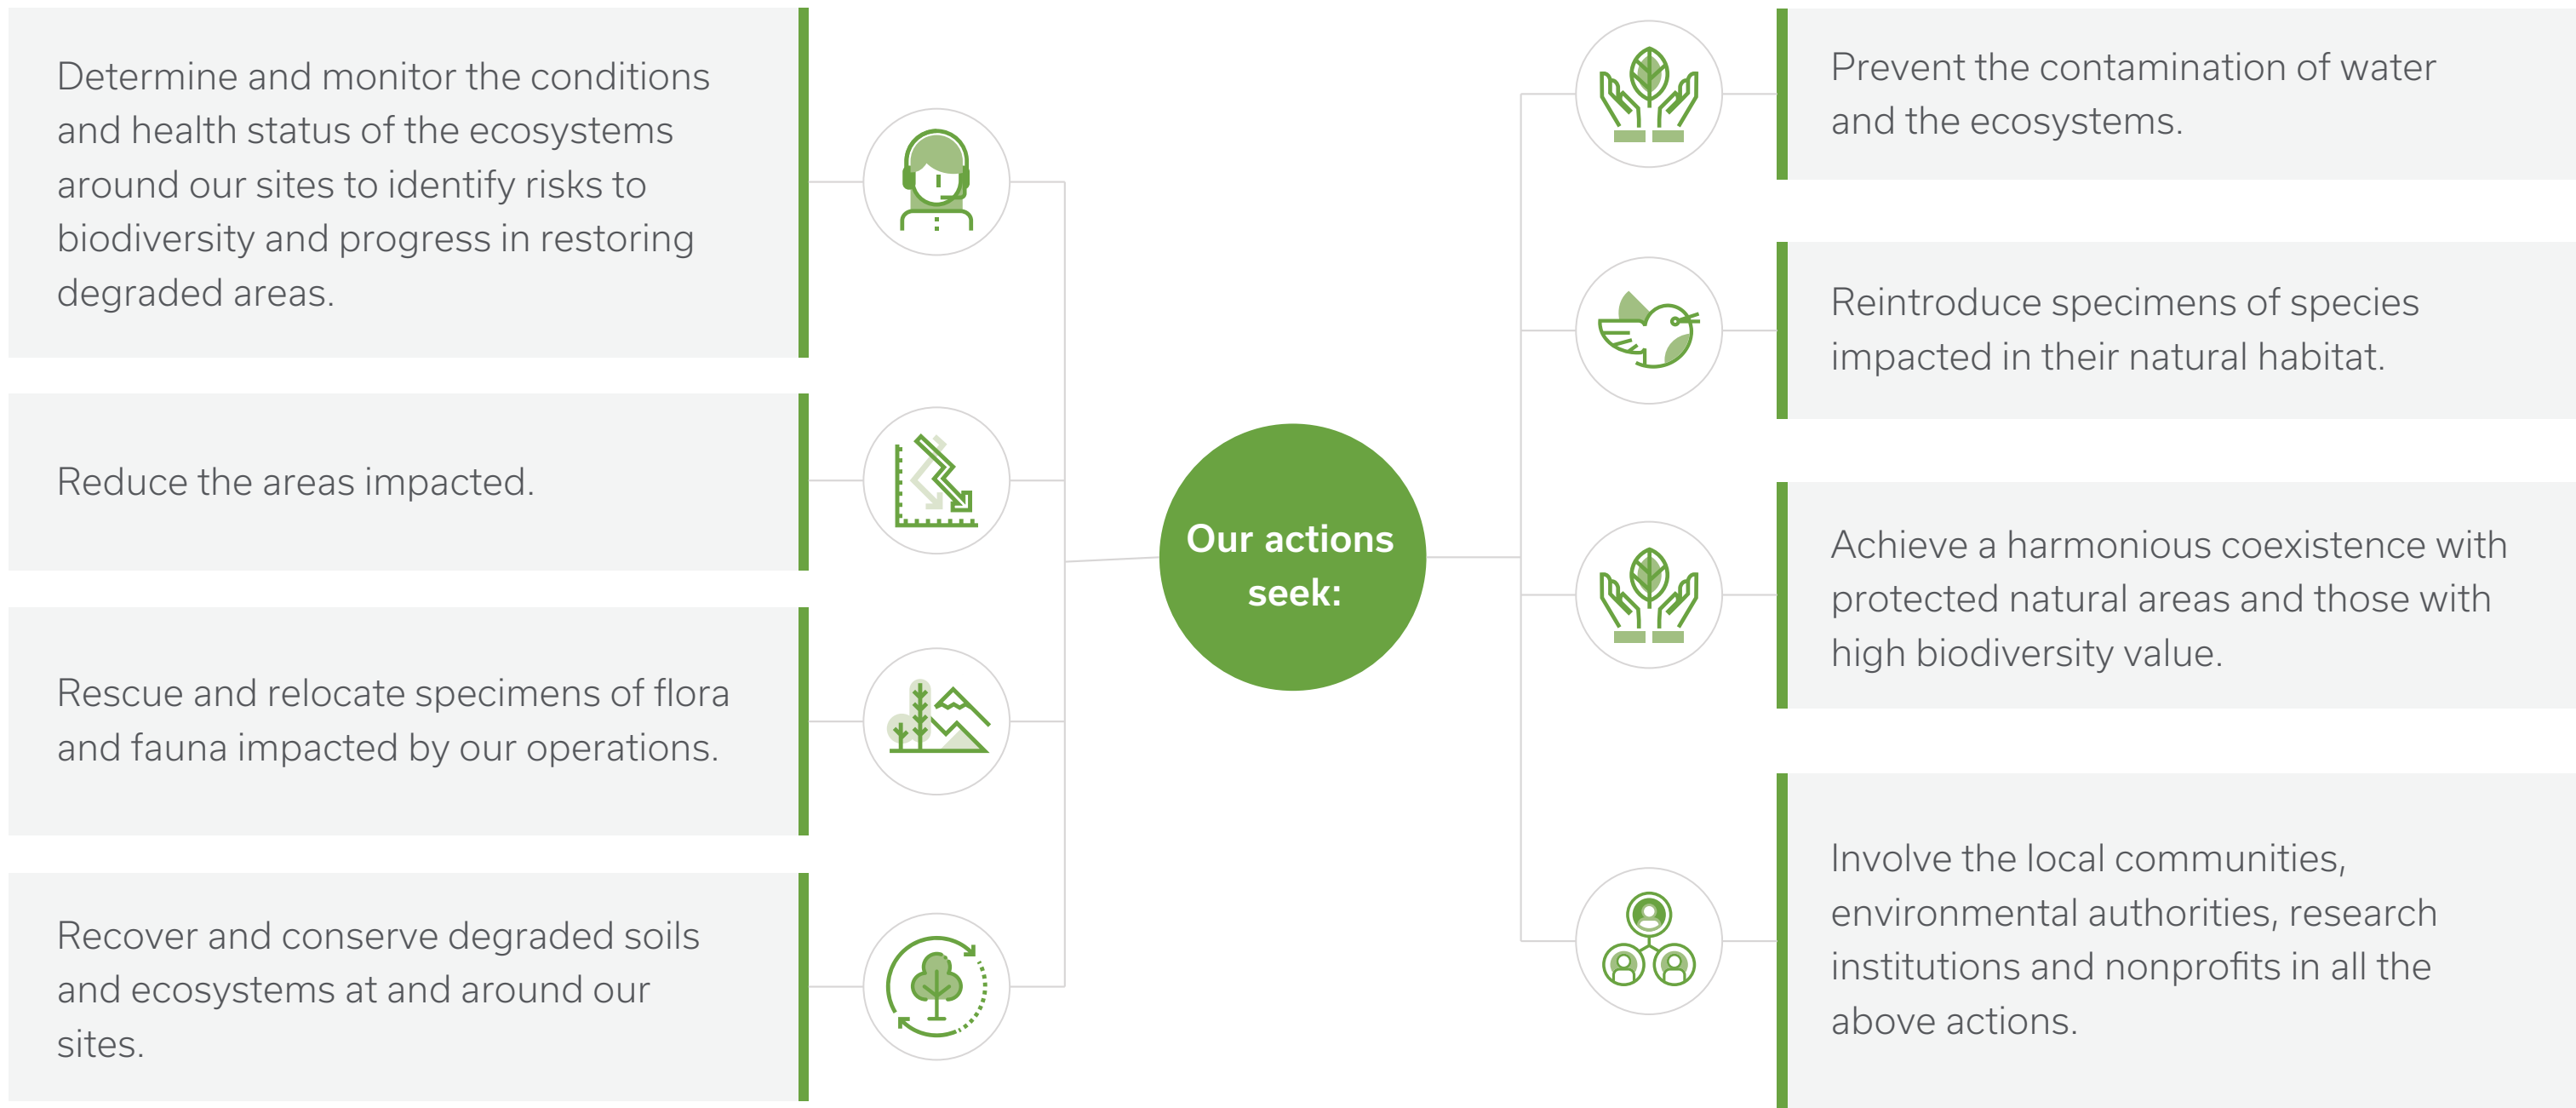 Determine and monitor the conditions
and health status of the ecosystems
around our sites to identify risks to
biodiversity and progress in restoring
degraded areas.
Reduce the areas impacted.
Rescue and relocate specimens of flora
and fauna impacted by our operations.
Recover and conserve degraded soils
and ecosystems at and around our
sites.
Our actions
seek:
Prevent the contamination of water
and the ecosystems.
Reintroduce specimens of species
impacted in their natural habitat.
Achieve a harmonious coexistence with
protected natural areas and those with
high biodiversity value.
Involve the local communities,
environmental authorities, research
institutions and nonprofits in all the
above actions.